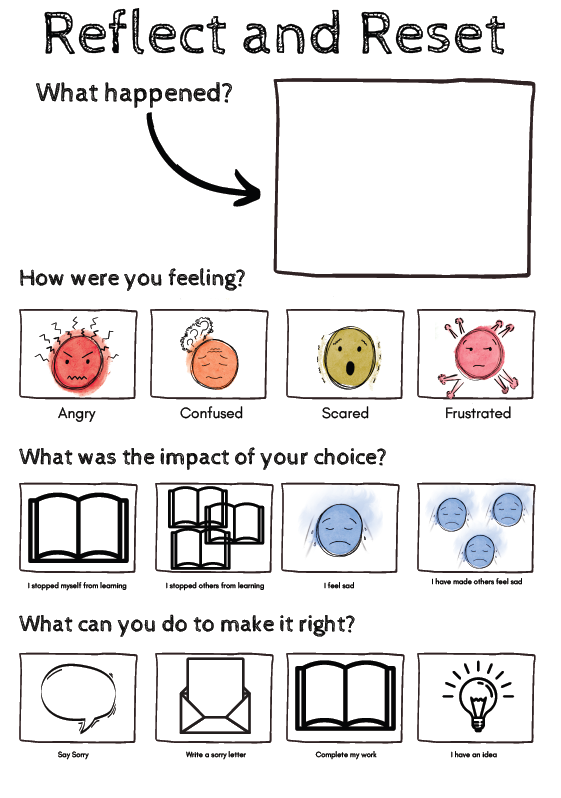 Reflect and Reset
What happened?
How were you feeling?
Angry
Confused
Scared
Frustrated
What was the impact of your choice?
I stopped myself from learning
I stopped others from learning
I feel sad
I have made others feel sad
What can you do to make it right?
Say Sorry
Write a sorry letter
Complete my work
I have an idea